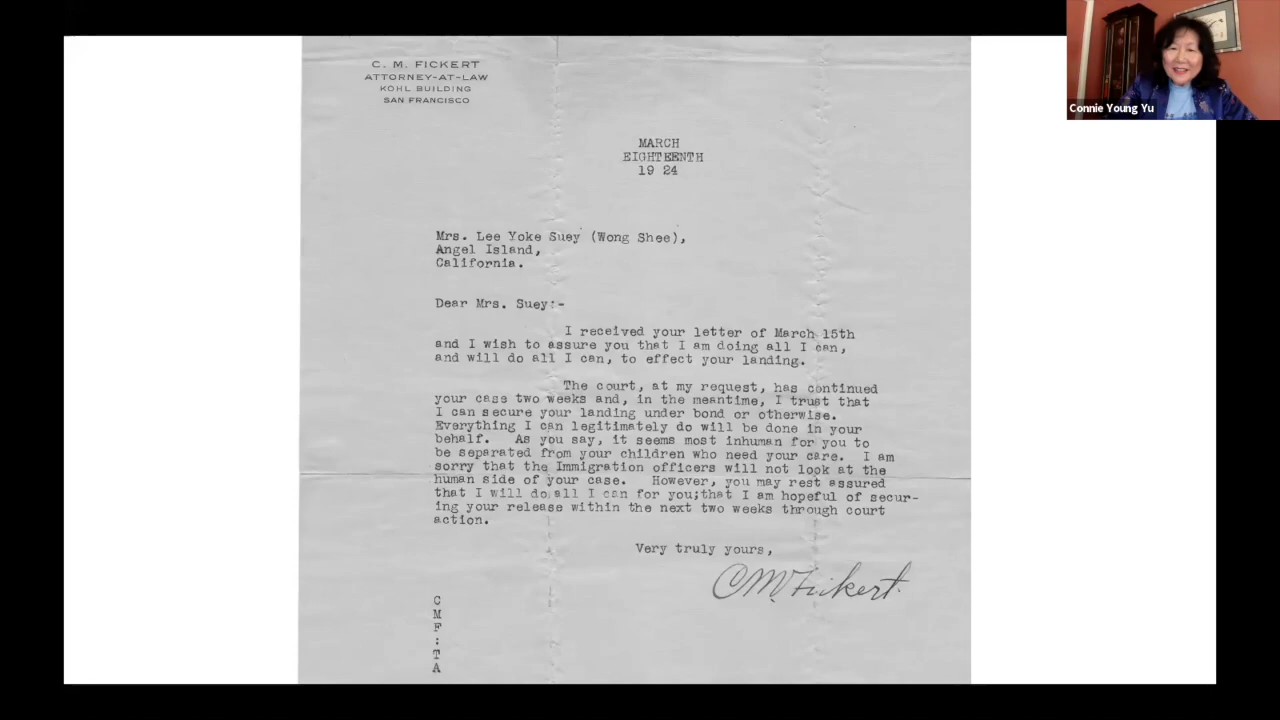 C. M. FICKERT
ATTORNEY-AT-LAW
KOHL BUILDING
SAN FRANCISCO
MARCH
EIGHTEENTH
19 24
Mrs. Lee Yoke Suey (Wong Shee),
Angel Island,
California.
Dear Mrs. Suey:-
I received your letter of March 15th
and I wish to assure you that I am doing all I can,
and will do all I can, to effect your landing.
The court, at my request, has continued
your case two weeks and, in the meantime, I trust that
I can secure your landing under bond or otherwise.
Everything I can legitimately do will be done in your
behalf. As you say, it seems most inhuman for you to
be separated from your children who need your care. I am
sorry that the Immigration officers will not look at the
human side of your case. However, you may rest assured
that I will do all I can for you;that I am hopeful of secur-
ing your release within the next two weeks through court
action.
Very truly yours,
CM Fickert
C
M
F
:
T
A
Connie Young Yu